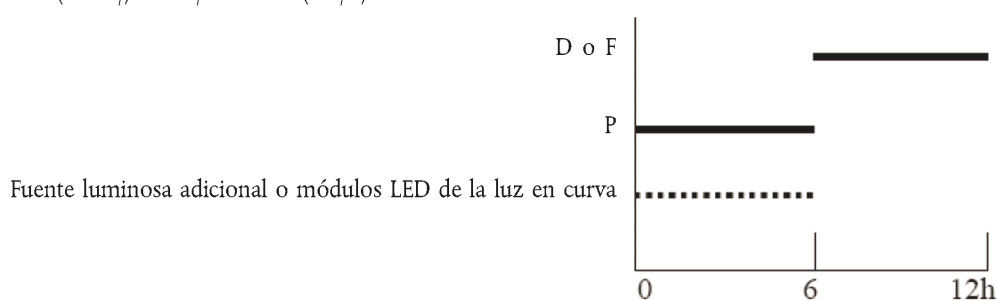 D o F
P
Fuente luminosa adicional o módulos LED de la luz en curva
0 6 12h